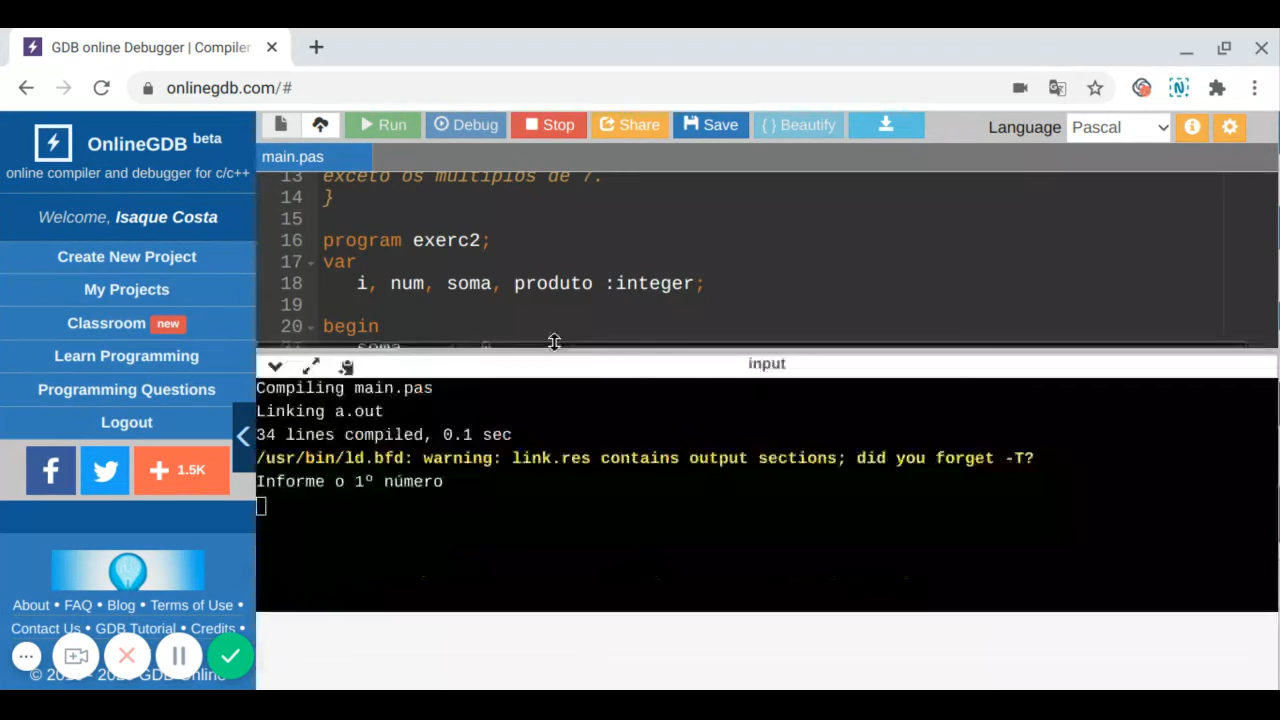 GDB online Debugger | Compiler
onlinegdb.com/#
OnlineGDB beta
online compiler and debugger for c/c++
Welcome, Isaque Costa
Create New Project
My Projects
Classroom new
Learn Programming
Programming Questions
Logout
1.5K
About • FAQ • Blog • Terms of Use •
Contact Us • GDB Tutorial • Credits •
GDB Online
Run Debug Stop Share Save { } Beautify Language Pascal
main.pas
13 exceto os múltiplos de 7.
14 }
15
16 program exerc2;
17 var
18 i, num, soma, produto :integer;
19
20 begin
soma
input
Compiling main.pas
Linking a.out
34 lines compiled, 0.1 sec
/usr/bin/ld.bfd: warning: link.res contains output sections; did you forget -T?
Informe o 1º número